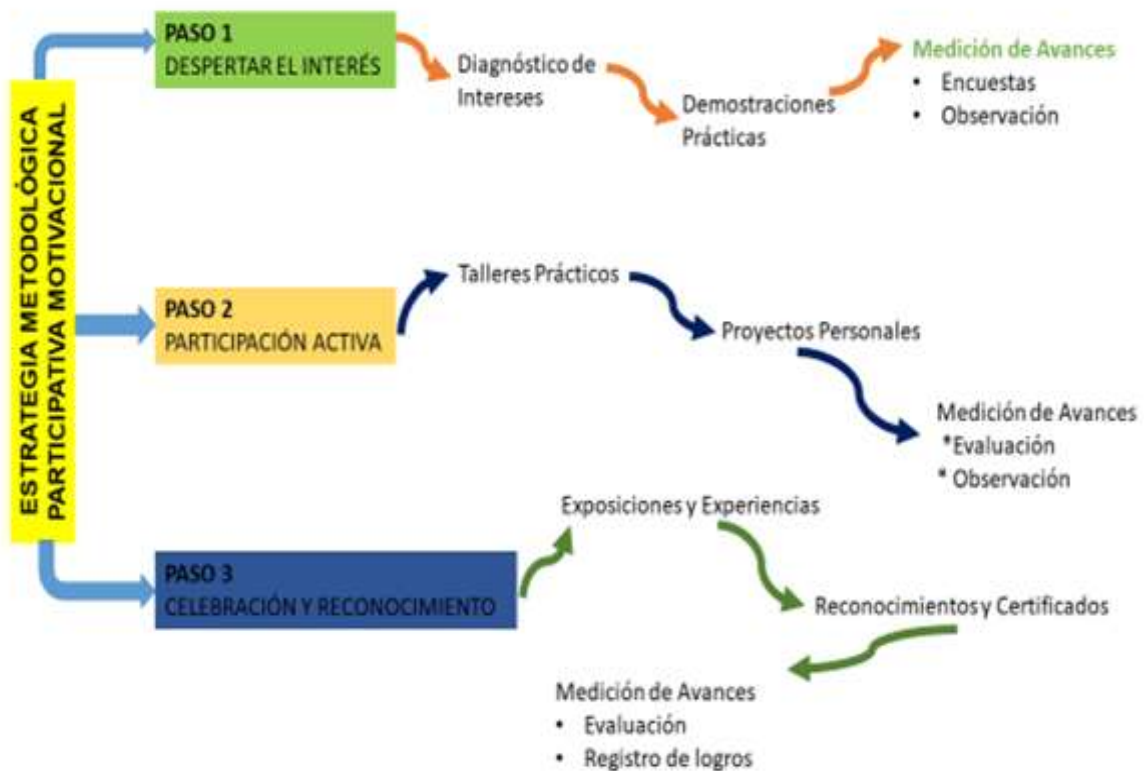 ESTRATEGIA METODOLÓGICA
PARTICIPATIVA MOTIVACIONAL
PASO 1
DESPERTAR EL INTERÉS
Diagnóstico de
Intereses
Demostraciones
Prácticas
Medición de Avances
• Encuestas
• Observación
PASO 2
PARTICIPACIÓN ACTIVA
Talleres Prácticos
Proyectos Personales
Medición de Avances
*Evaluación
* Observación
PASO 3
CELEBRACIÓN Y RECONOCIMIENTO
Exposiciones y Experiencias
Reconocimientos y Certificados
Medición de Avances
• Evaluación
• Registro de logros